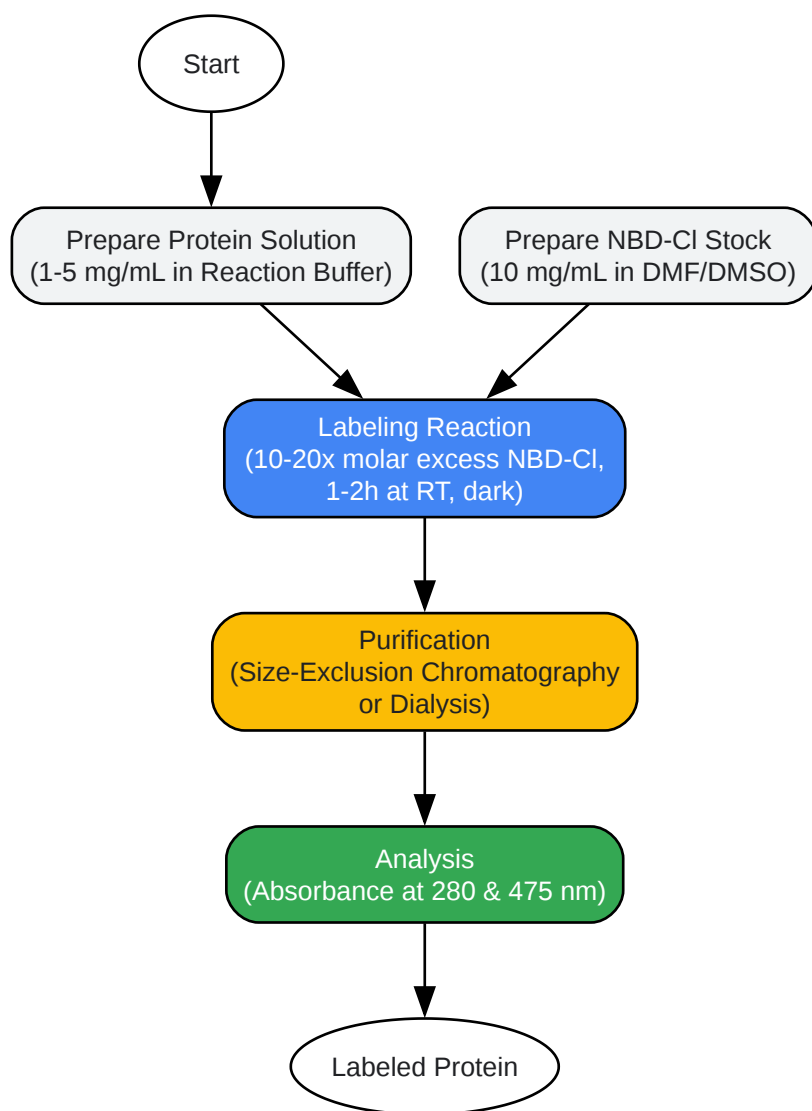 Start
Prepare Protein Solution
(1-5 mg/mL in Reaction Buffer)
Prepare NBD-Cl Stock
(10 mg/mL in DMF/DMSO)
Labeling Reaction
(10-20x molar excess NBD-Cl,
1-2h at RT, dark)
Purification
(Size-Exclusion Chromatography
or Dialysis)
Analysis
(Absorbance at 280 & 475 nm)
Labeled Protein